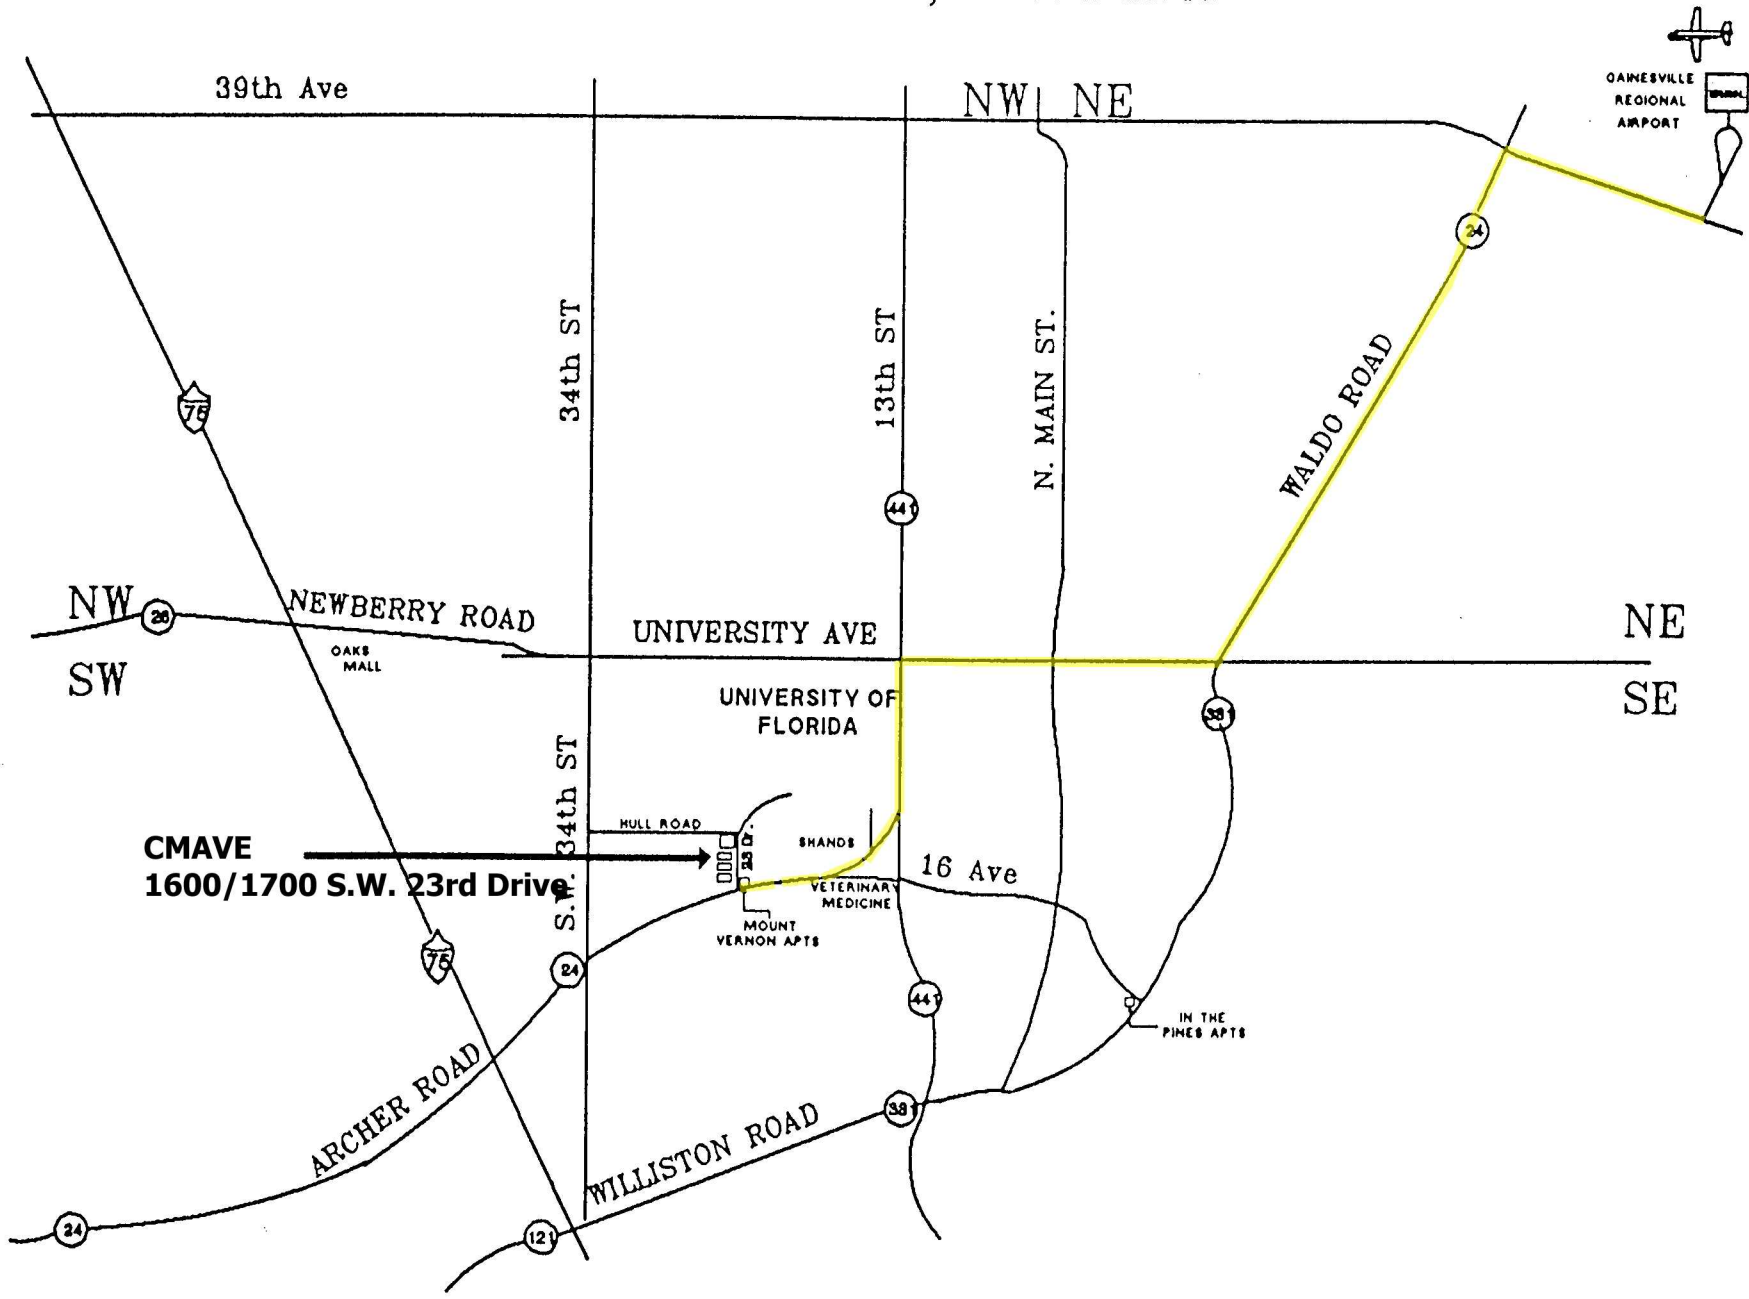 39th Ave
NW NE
GAINESVILLE
REGIONAL
AIRPORT
24
34th ST
13th ST
N. MAIN ST.
WALDO ROAD
75
441
NW
26
NEWBERRY ROAD
UNIVERSITY AVE
NE
OAKS
MALL
SW
SE
UNIVERSITY OF
FLORIDA
331
S.W. 34th ST
HULL ROAD
23 Dr.
SHANDS
CMAVE
1600/1700 S.W. 23rd Drive
16 Ave
VETERINARY
MEDICINE
MOUNT
VERNON APTS
75
24
441
IN THE
PINES APTS
ARCHER ROAD
331
WILLISTON ROAD
24
121